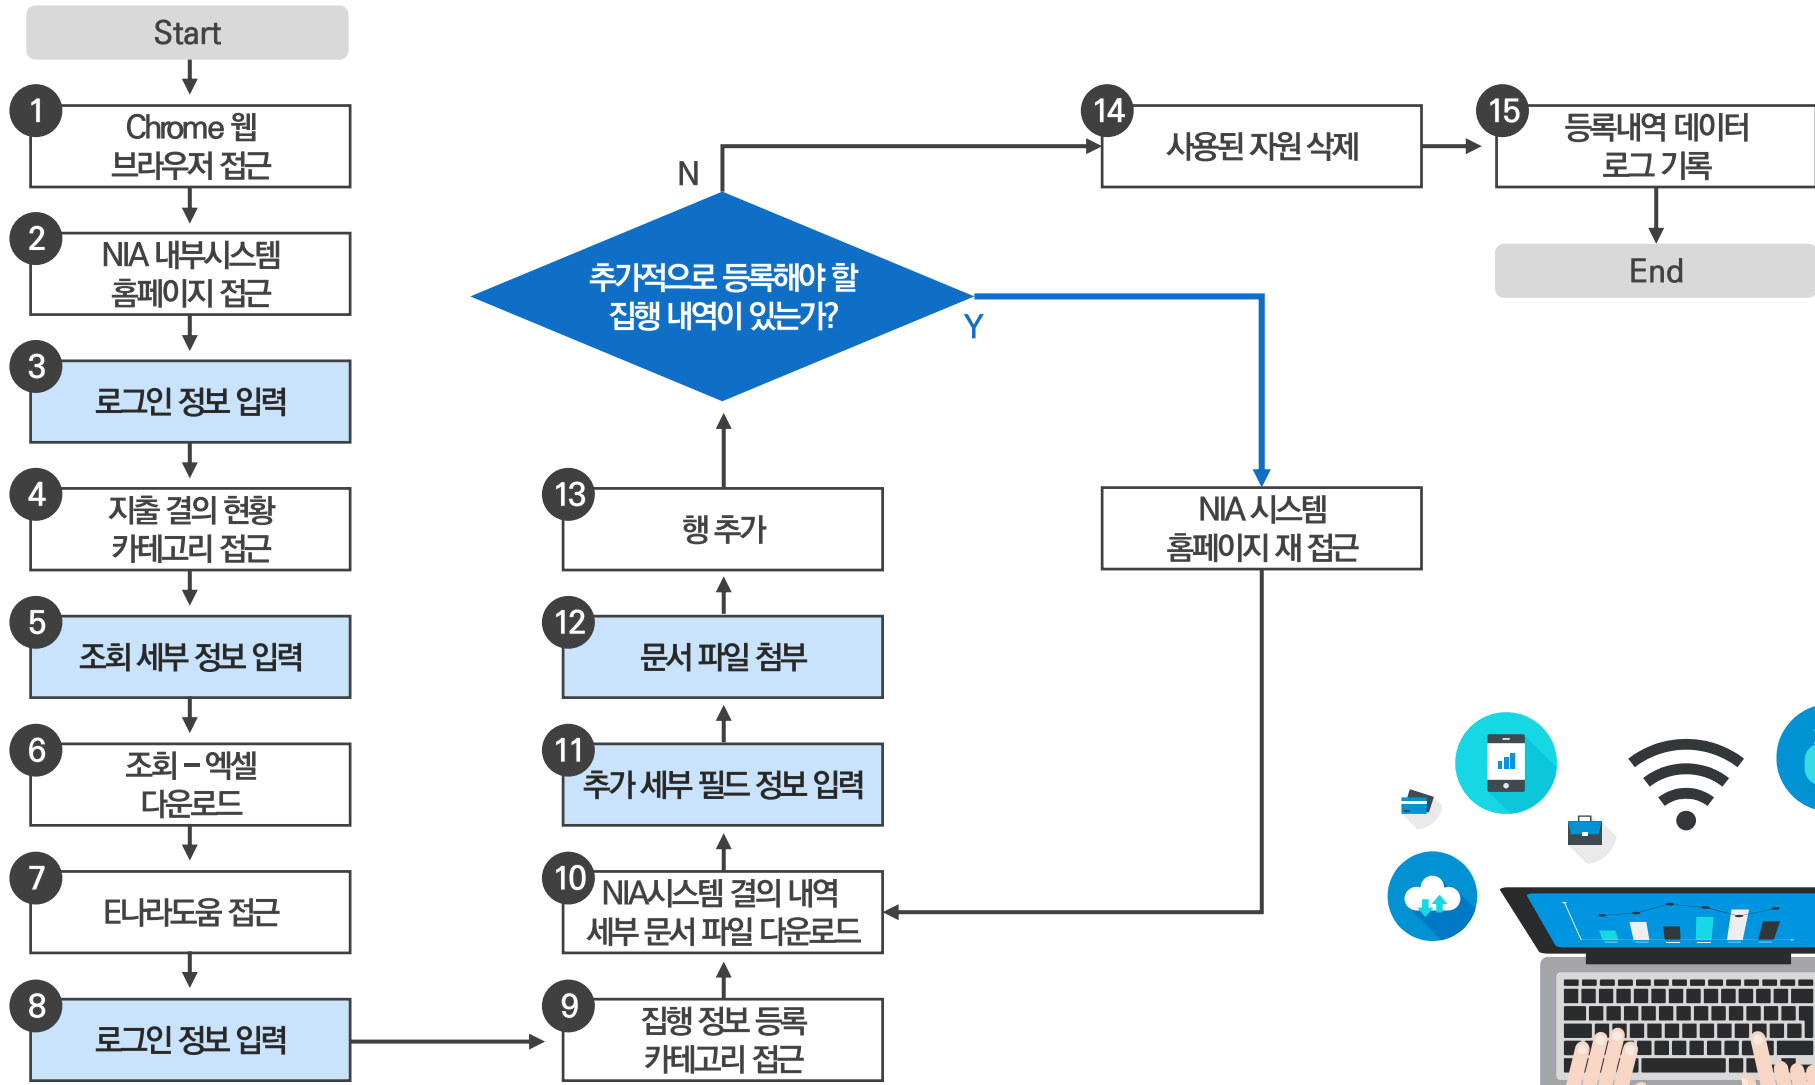 Start
1
Chrome 웹
브라우저 접근
2
NIA 내부시스템
홈페이지 접근
3
로그인 정보 입력
4
지출 결의 현황
카테고리 접근
5
조회 세부 정보 입력
6
조회 – 엑셀
다운로드
7
E나라도움 접근
8
로그인 정보 입력
9
집행 정보 등록
카테고리 접근
10
NIA시스템 결의 내역
세부 문서 파일 다운로드
11
추가 세부 필드 정보 입력
12
문서 파일 첨부
13
행 추가
추가적으로 등록해야 할
집행 내역이 있는가?
N
Y
NIA 시스템
홈페이지 재 접근
14
사용된 자원 삭제
15
등록내역 데이터
로그 기록
End